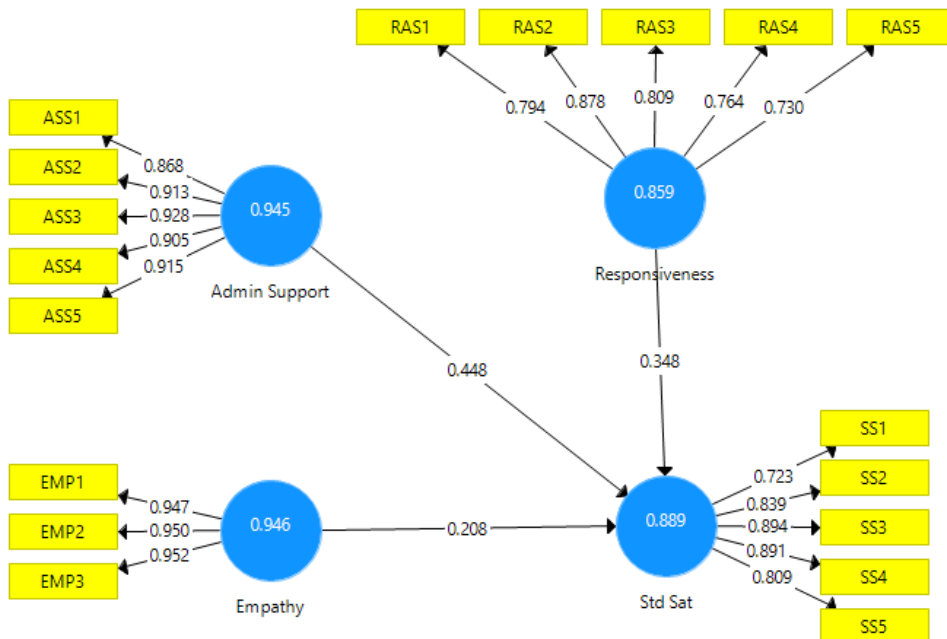 RAS1 RAS2 RAS3 RAS4 RAS5
0.794 0.878 0.809 0.764 0.730
0.859
Responsiveness
ASS1
ASS2
ASS3
ASS4
ASS5
0.868
0.913
0.928
0.905
0.915
0.945
Admin Support
0.448
0.348
EMP1
EMP2
EMP3
0.947
0.950
0.952
0.946
Empathy
0.208
0.889
Std Sat
0.723
0.839
0.894
0.891
0.809
SS1
SS2
SS3
SS4
SS5